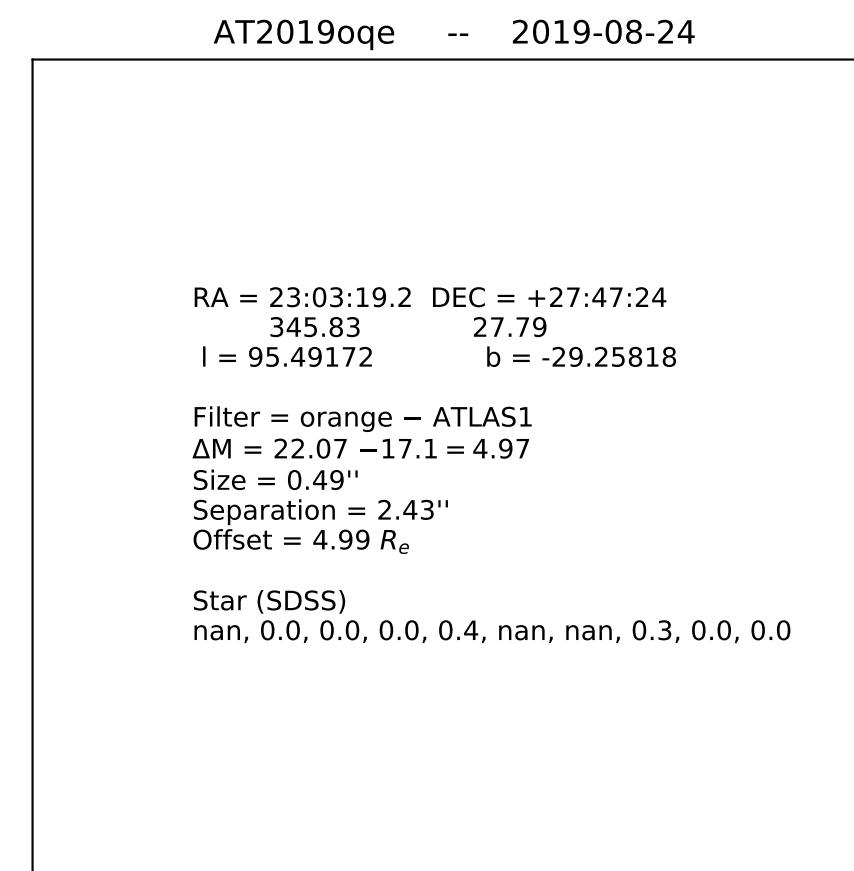 AT2019oqe -- 2019-08-24
RA = 23:03:19.2 DEC = +27:47:24
345.83 27.79
l = 95.49172 b = -29.25818
Filter = orange − ATLAS1
ΔM = 22.07 −17.1 = 4.97
Size = 0.49''
Separation = 2.43''
Offset = 4.99 Rₑ
Star (SDSS)
nan, 0.0, 0.0, 0.0, 0.4, nan, nan, 0.3, 0.0, 0.0